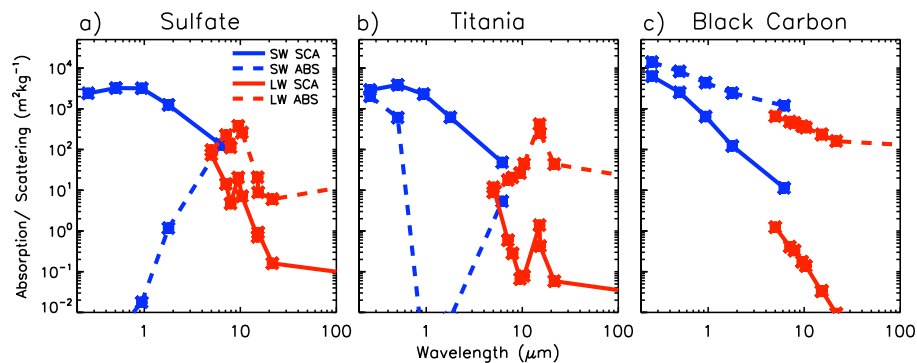 a) Sulfate
b) Titania
c) Black Carbon
SW SCA
SW ABS
LW SCA
LW ABS
Absorption/ Scattering (m²kg⁻¹)
10⁴
10³
10²
10¹
10⁰
10⁻¹
10⁻²
1 10 100
1 10 100
1 10 100
Wavelength (μm)